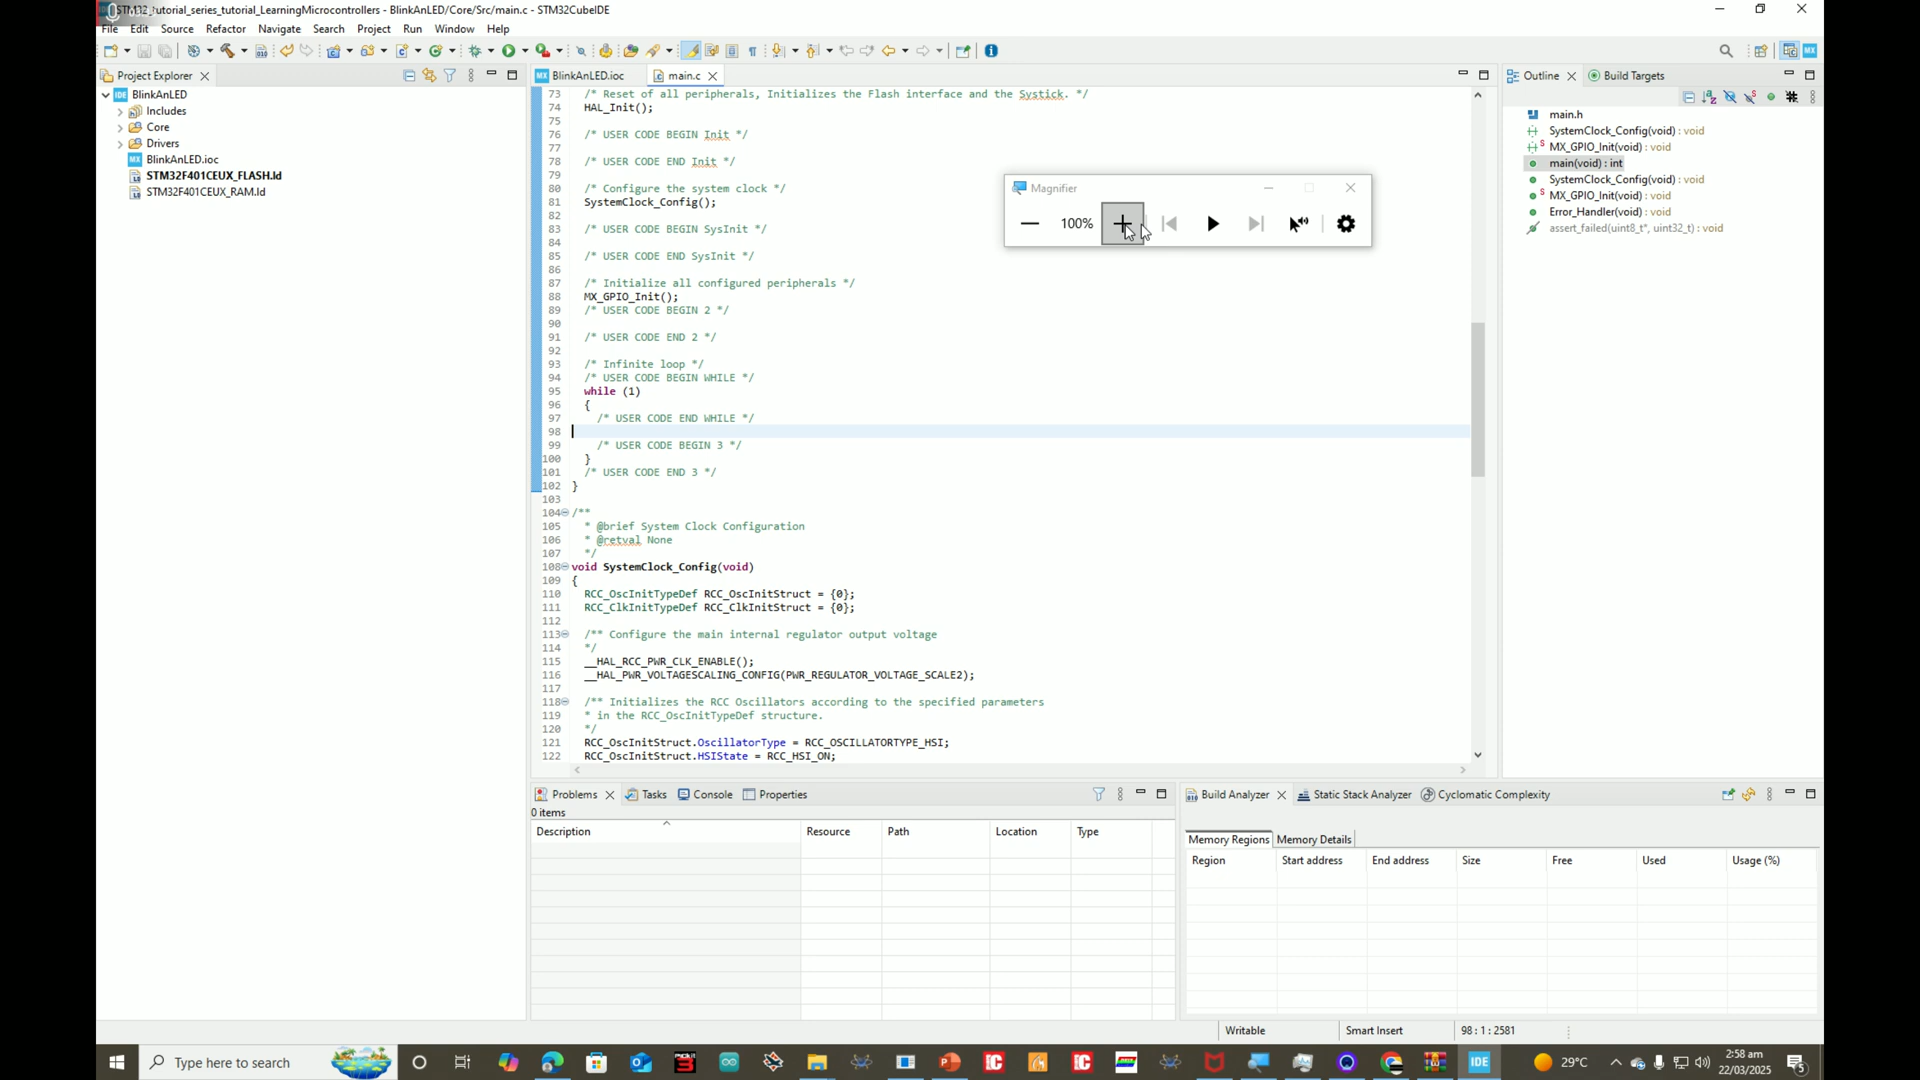 STM32_tutorial_series_tutorial_LearningMicrocontrollers - BlinkAnLED/Core/Src/main.c - STM32CubeIDE
File Edit Source Refactor Navigate Search Project Run Window Help
Project Explorer
BlinkAnLED
Includes
Core
Drivers
BlinkAnLED.ioc
STM32F401CEUX_FLASH.ld
STM32F401CEUX_RAM.ld
BlinkAnLED.ioc main.c
73 /* Reset of all peripherals, Initializes the Flash interface and the Systick. */
74 HAL_Init();
75
76 /* USER CODE BEGIN Init */
77
78 /* USER CODE END Init */
79
80 /* Configure the system clock */
81 SystemClock_Config();
82
83 /* USER CODE BEGIN SysInit */
84
85 /* USER CODE END SysInit */
86
87 /* Initialize all configured peripherals */
88 MX_GPIO_Init();
89 /* USER CODE BEGIN 2 */
90
91 /* USER CODE END 2 */
92
93 /* Infinite loop */
94 /* USER CODE BEGIN WHILE */
95 while (1)
96 {
97 /* USER CODE END WHILE */
98
99 /* USER CODE BEGIN 3 */
100 }
101 /* USER CODE END 3 */
102 }
103
104 /**
105 * @brief System Clock Configuration
106 * @retval None
107 */
108 void SystemClock_Config(void)
109 {
110 RCC_OscInitTypeDef RCC_OscInitStruct = {0};
111 RCC_ClkInitTypeDef RCC_ClkInitStruct = {0};
112
113 /** Configure the main internal regulator output voltage
114 */
115 __HAL_RCC_PWR_CLK_ENABLE();
116 __HAL_PWR_VOLTAGESCALING_CONFIG(PWR_REGULATOR_VOLTAGE_SCALE2);
117
118 /** Initializes the RCC Oscillators according to the specified parameters
119 * in the RCC_OscInitTypeDef structure.
120 */
121 RCC_OscInitStruct.OscillatorType = RCC_OSCILLATORTYPE_HSI;
122 RCC_OscInitStruct.HSIState = RCC_HSI_ON;
Magnifier
100%
Outline Build Targets
main.h
SystemClock_Config(void) : void
MX_GPIO_Init(void) : void
main(void) : int
SystemClock_Config(void) : void
MX_GPIO_Init(void) : void
Error_Handler(void) : void
assert_failed(uint8_t*, uint32_t) : void
Problems Tasks Console Properties
0 items
Description Resource Path Location Type
Build Analyzer Static Stack Analyzer Cyclomatic Complexity
Memory Regions Memory Details
Region Start address End address Size Free Used Usage (%)
Writable Smart Insert 98 : 1 : 2581
Type here to search
IDE
29°C
2:58 am
22/03/2025
5